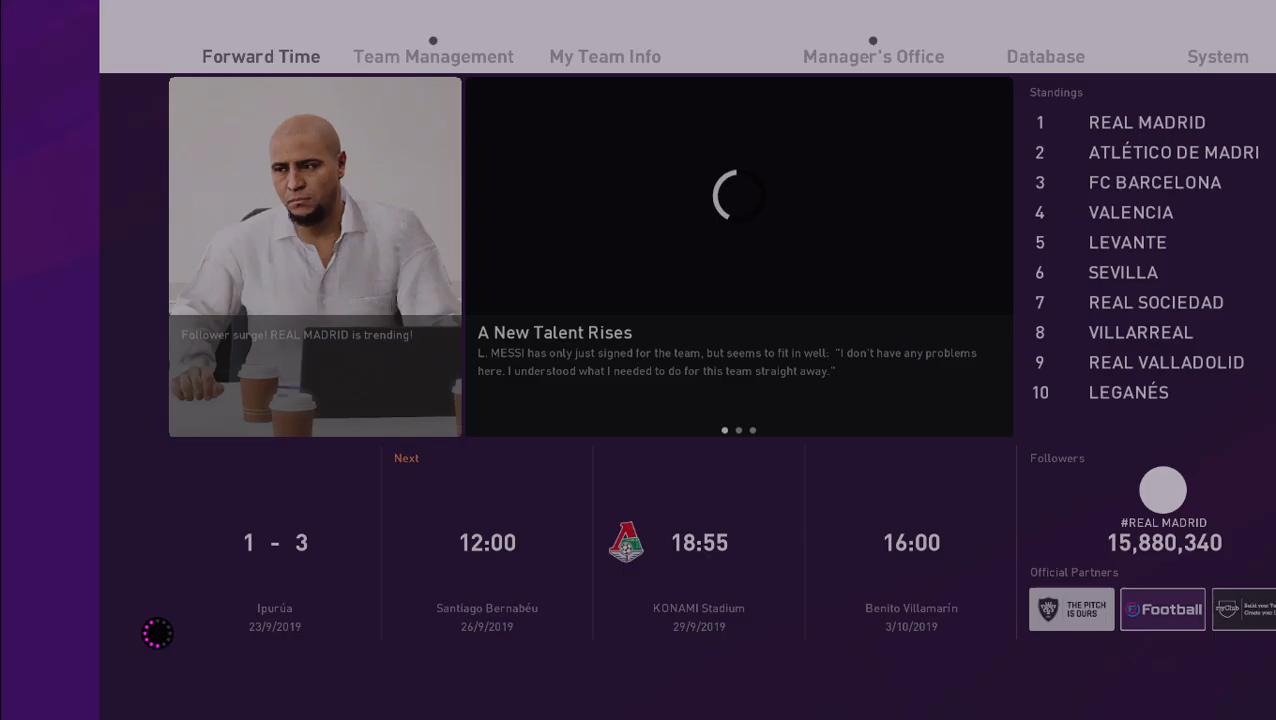 Forward Time
Team Management
My Team Info
Manager's Office
Database
System
Follower surge! REAL MADRID is trending!
A New Talent Rises
L. MESSI has only just signed for the team, but seems to fit in well: "I don't have any problems
here. I understood what I needed to do for this team straight away."
Standings
1 REAL MADRID
2 ATLÉTICO DE MADRI
3 FC BARCELONA
4 VALENCIA
5 LEVANTE
6 SEVILLA
7 REAL SOCIEDAD
8 VILLARREAL
9 REAL VALLADOLID
10 LEGANÉS
1 - 3
Ipurúa
23/9/2019
Next
12:00
Santiago Bernabéu
26/9/2019
18:55
KONAMI Stadium
29/9/2019
16:00
Benito Villamarín
3/10/2019
Followers
#REAL MADRID
15,880,340
Official Partners
THE PITCH
IS OURS
eFootball
myClub
Build your
Create your